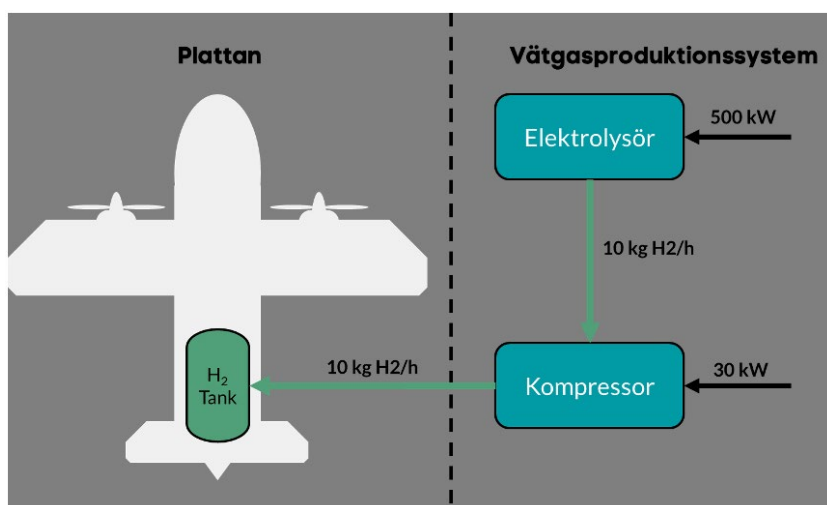 Plattan
Vätgasproduktionssystem
Elektrolysör
500 kW
10 kg H2/h
H₂
Tank
10 kg H2/h
Kompressor
30 kW